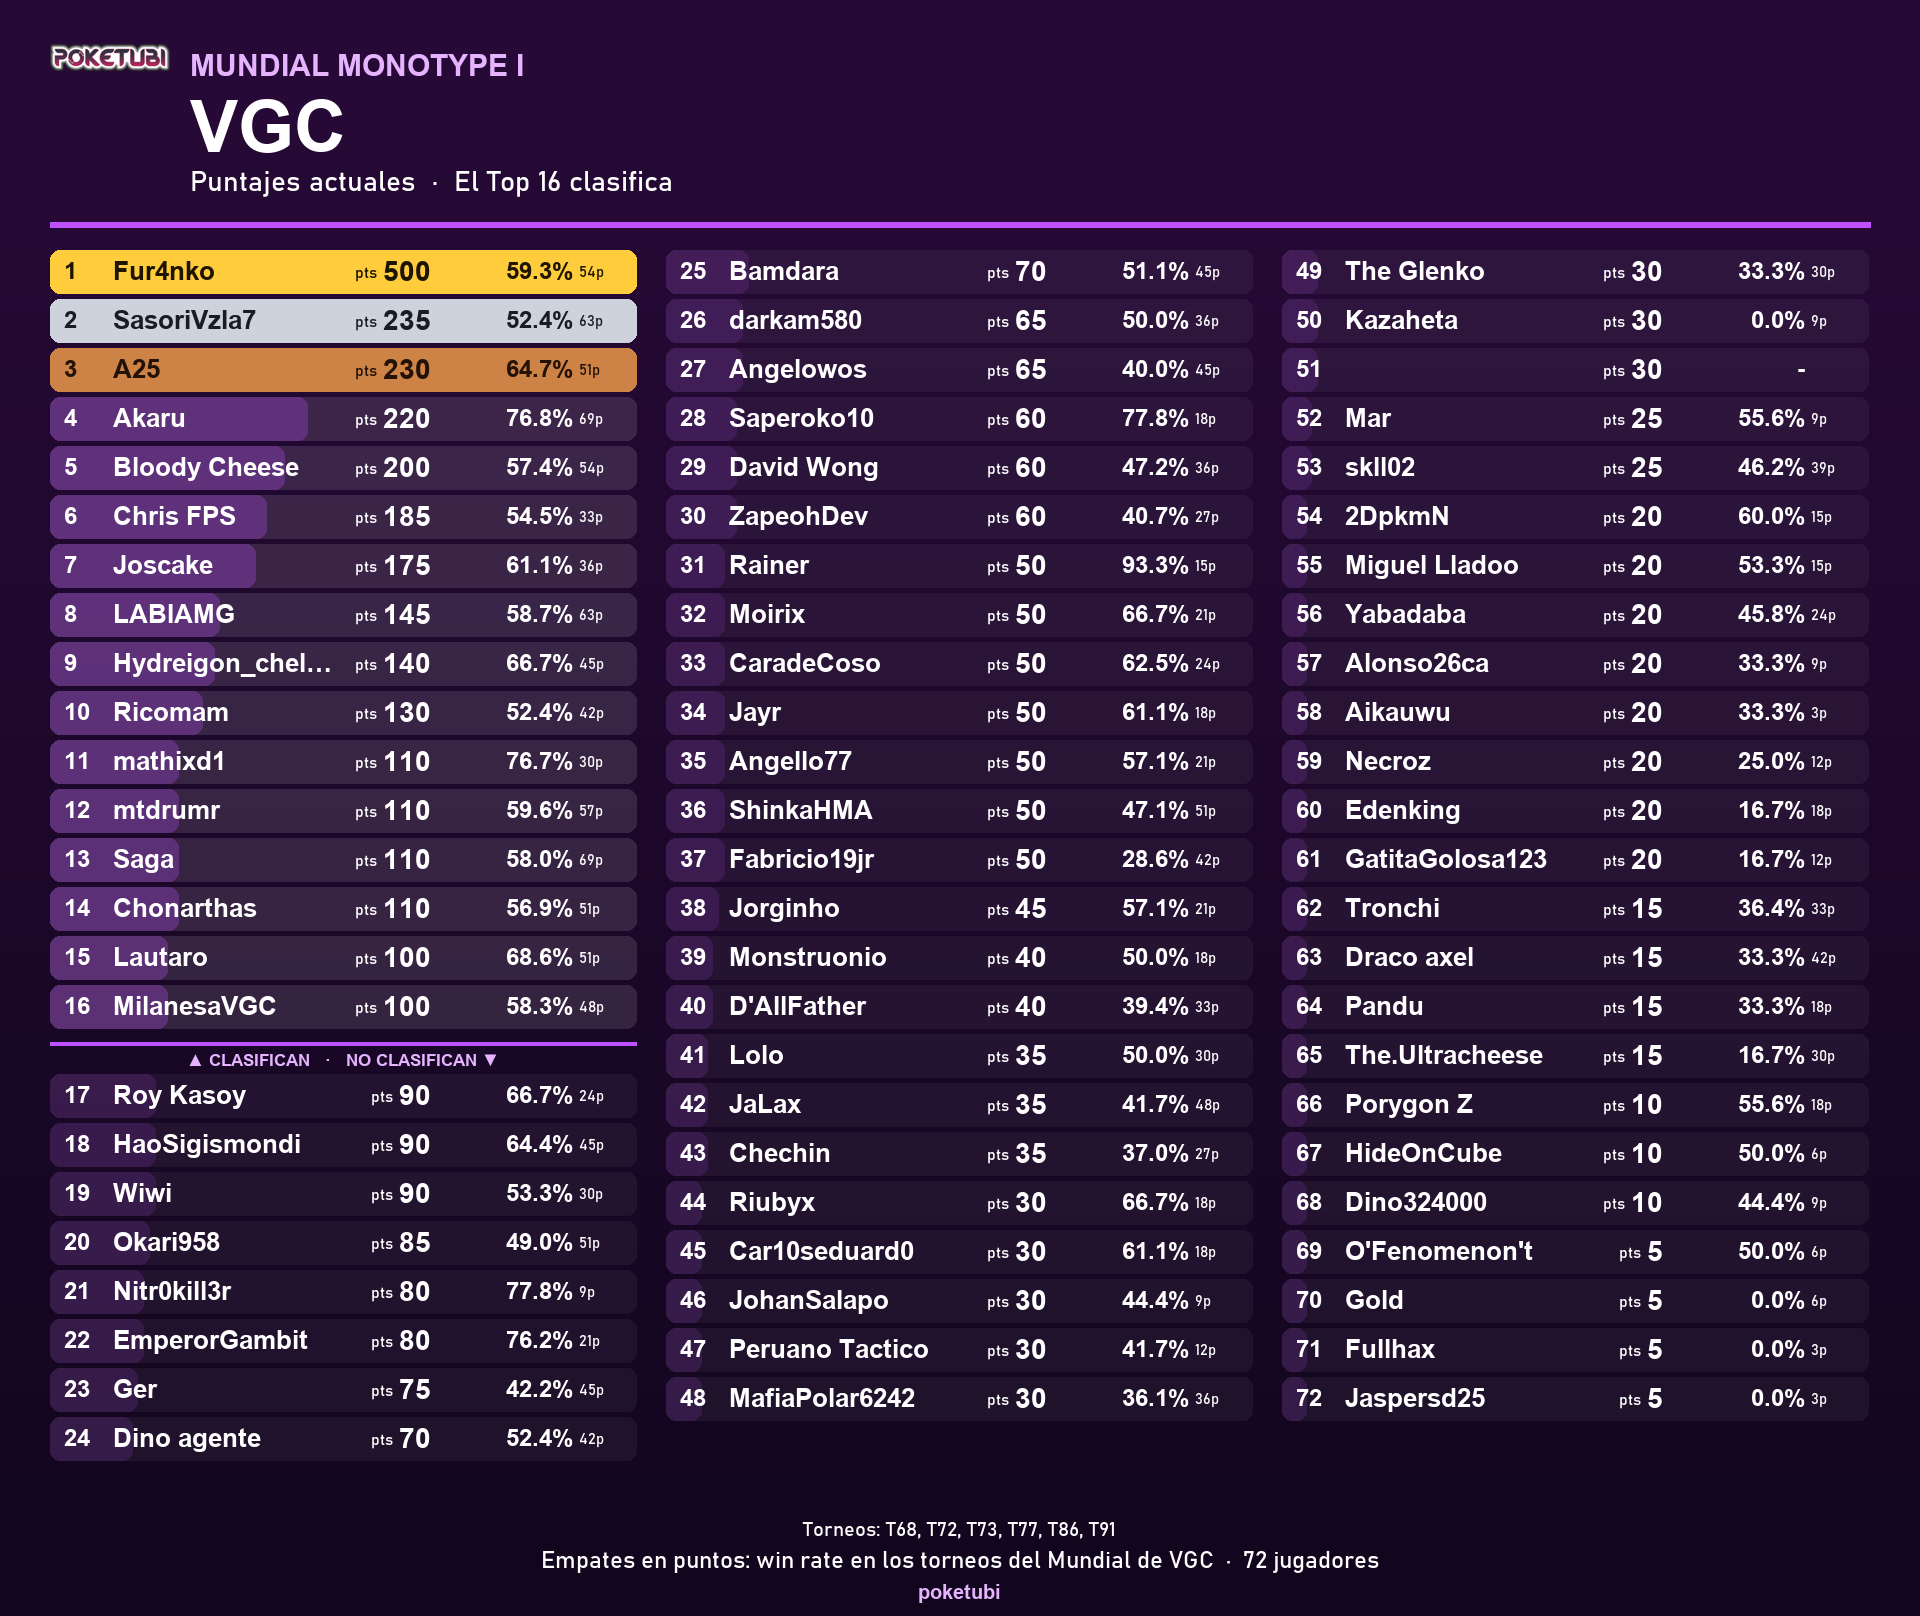 POKETUBI
MUNDIAL MONOTYPE I
VGC
Puntajes actuales · El Top 16 clasifica
1 Fur4nko pts 500 59.3% 54p
2 SasoriVzla7 pts 235 52.4% 63p
3 A25 pts 230 64.7% 51p
4 Akaru pts 220 76.8% 69p
5 Bloody Cheese pts 200 57.4% 54p
6 Chris FPS pts 185 54.5% 33p
7 Joscake pts 175 61.1% 36p
8 LABIAMG pts 145 58.7% 63p
9 Hydreigon_chel... pts 140 66.7% 45p
10 Ricomam pts 130 52.4% 42p
11 mathixd1 pts 110 76.7% 30p
12 mtdrumr pts 110 59.6% 57p
13 Saga pts 110 58.0% 69p
14 Chonarthas pts 110 56.9% 51p
15 Lautaro pts 100 68.6% 51p
16 MilanesaVGC pts 100 58.3% 48p
▲ CLASIFICAN · NO CLASIFICAN ▼
17 Roy Kasoy pts 90 66.7% 24p
18 HaoSigismondi pts 90 64.4% 45p
19 Wiwi pts 90 53.3% 30p
20 Okari958 pts 85 49.0% 51p
21 Nitr0kill3r pts 80 77.8% 9p
22 EmperorGambit pts 80 76.2% 21p
23 Ger pts 75 42.2% 45p
24 Dino agente pts 70 52.4% 42p
25 Bamdara pts 70 51.1% 45p
26 darkam580 pts 65 50.0% 36p
27 Angelowos pts 65 40.0% 45p
28 Saperoko10 pts 60 77.8% 18p
29 David Wong pts 60 47.2% 36p
30 ZapeohDev pts 60 40.7% 27p
31 Rainer pts 50 93.3% 15p
32 Moirix pts 50 66.7% 21p
33 CaradeCoso pts 50 62.5% 24p
34 Jayr pts 50 61.1% 18p
35 Angello77 pts 50 57.1% 21p
36 ShinkaHMA pts 50 47.1% 51p
37 Fabricio19jr pts 50 28.6% 42p
38 Jorginho pts 45 57.1% 21p
39 Monstruonio pts 40 50.0% 18p
40 D'AllFather pts 40 39.4% 33p
41 Lolo pts 35 50.0% 30p
42 JaLax pts 35 41.7% 48p
43 Chechin pts 35 37.0% 27p
44 Riubyx pts 30 66.7% 18p
45 Car10seduard0 pts 30 61.1% 18p
46 JohanSalapo pts 30 44.4% 9p
47 Peruano Tactico pts 30 41.7% 12p
48 MafiaPolar6242 pts 30 36.1% 36p
49 The Glenko pts 30 33.3% 30p
50 Kazaheta pts 30 0.0% 9p
51 pts 30 -
52 Mar pts 25 55.6% 9p
53 skll02 pts 25 46.2% 39p
54 2DpkmN pts 20 60.0% 15p
55 Miguel Lladoo pts 20 53.3% 15p
56 Yabadaba pts 20 45.8% 24p
57 Alonso26ca pts 20 33.3% 9p
58 Aikauwu pts 20 33.3% 3p
59 Necroz pts 20 25.0% 12p
60 Edenking pts 20 16.7% 18p
61 GatitaGolosa123 pts 20 16.7% 12p
62 Tronchi pts 15 36.4% 33p
63 Draco axel pts 15 33.3% 42p
64 Pandu pts 15 33.3% 18p
65 The.Ultracheese pts 15 16.7% 30p
66 Porygon Z pts 10 55.6% 18p
67 HideOnCube pts 10 50.0% 6p
68 Dino324000 pts 10 44.4% 9p
69 O'Fenomenon't pts 5 50.0% 6p
70 Gold pts 5 0.0% 6p
71 Fullhax pts 5 0.0% 3p
72 Jaspersd25 pts 5 0.0% 3p
Torneos: T68, T72, T73, T77, T86, T91
Empates en puntos: win rate en los torneos del Mundial de VGC · 72 jugadores
poketubi